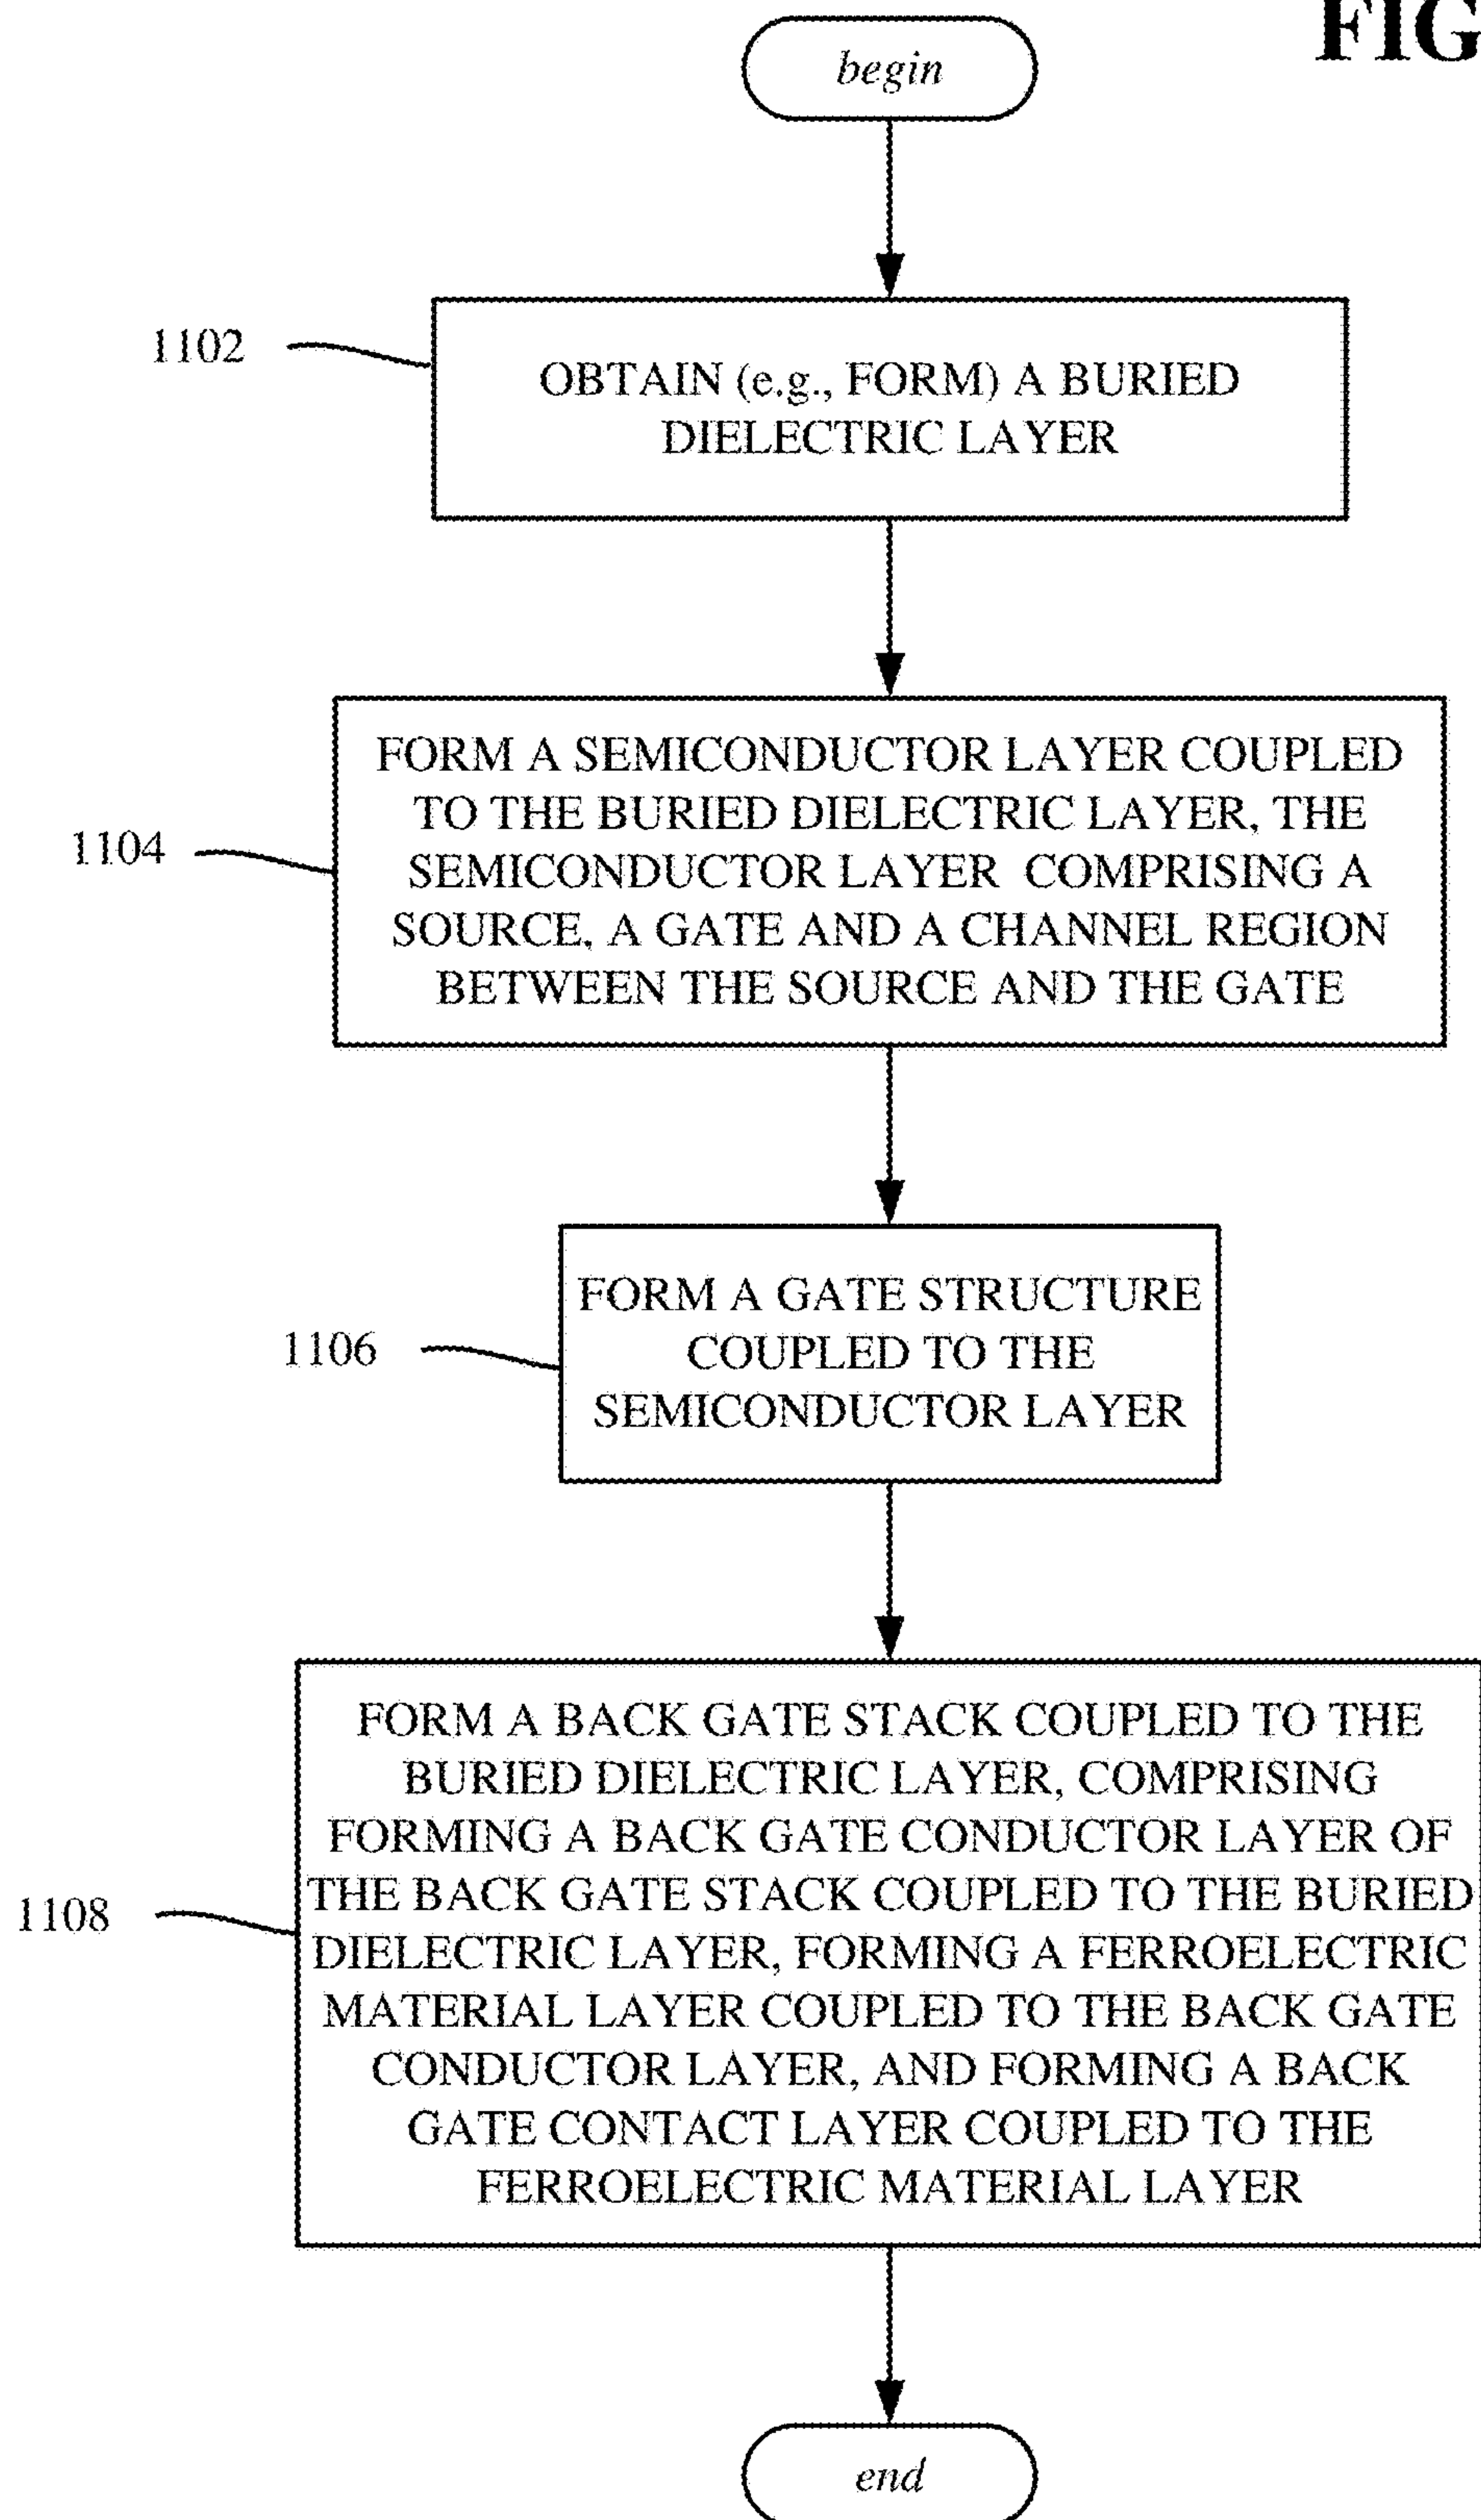 FIG
begin
1102
OBTAIN (e.g., FORM) A BURIED
DIELECTRIC LAYER
1104
FORM A SEMICONDUCTOR LAYER COUPLED
TO THE BURIED DIELECTRIC LAYER, THE
SEMICONDUCTOR LAYER COMPRISING A
SOURCE, A GATE AND A CHANNEL REGION
BETWEEN THE SOURCE AND THE GATE
1106
FORM A GATE STRUCTURE
COUPLED TO THE
SEMICONDUCTOR LAYER
1108
FORM A BACK GATE STACK COUPLED TO THE
BURIED DIELECTRIC LAYER, COMPRISING
FORMING A BACK GATE CONDUCTOR LAYER OF
THE BACK GATE STACK COUPLED TO THE BURIED
DIELECTRIC LAYER, FORMING A FERROELECTRIC
MATERIAL LAYER COUPLED TO THE BACK GATE
CONDUCTOR LAYER, AND FORMING A BACK
GATE CONTACT LAYER COUPLED TO THE
FERROELECTRIC MATERIAL LAYER
end